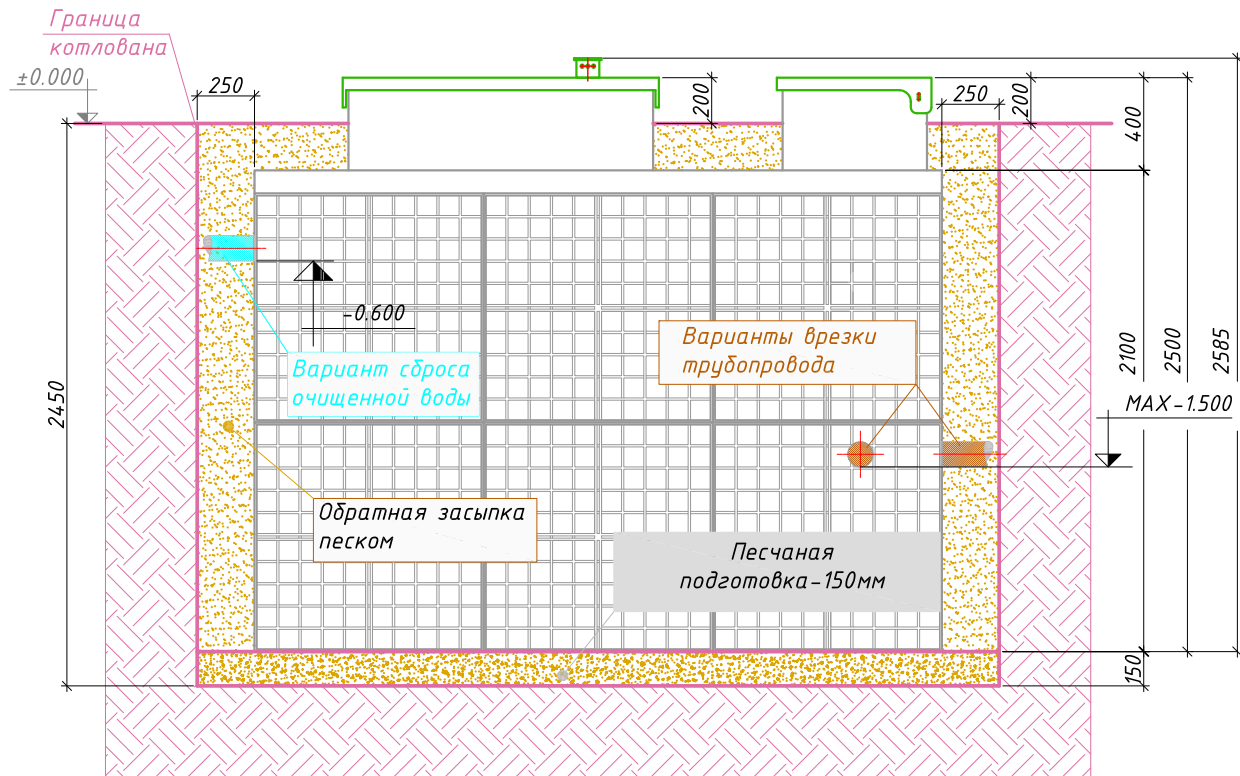 Граница
котлована
±0.000
250
200
250
200
400
-0.600
Вариант сброса
очищенной воды
Варианты врезки
трубопровода
2100
2500
2585
MAX-1.500
2450
Обратная засыпка
песком
Песчаная
подготовка-150мм
150